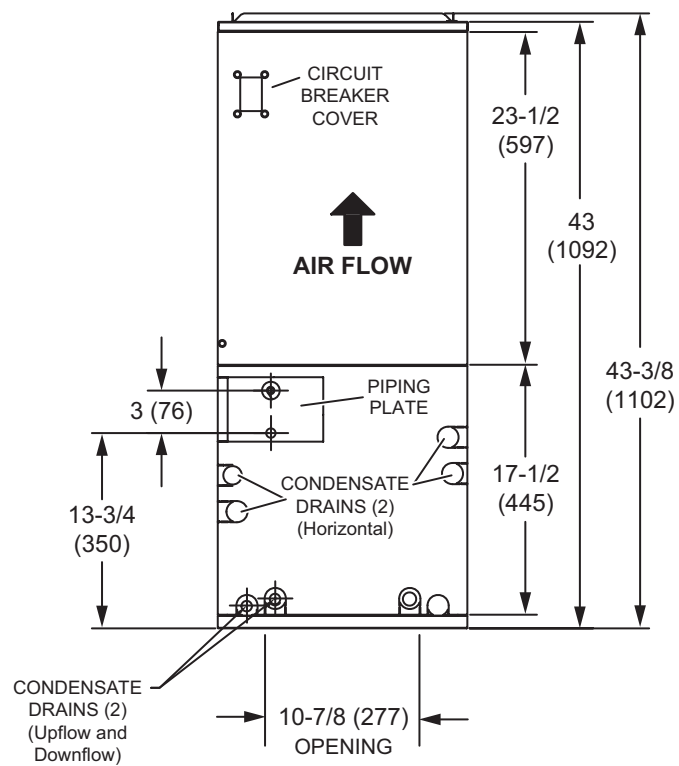 CIRCUIT
BREAKER
COVER
23-1/2
(597)
43
(1092)
AIR FLOW
43-3/8
(1102)
3 (76)
PIPING
PLATE
13-3/4
(350)
CONDENSATE
DRAINS (2)
(Horizontal)
17-1/2
(445)
CONDENSATE
DRAINS (2)
(Upflow and
Downflow)
10-7/8 (277)
OPENING